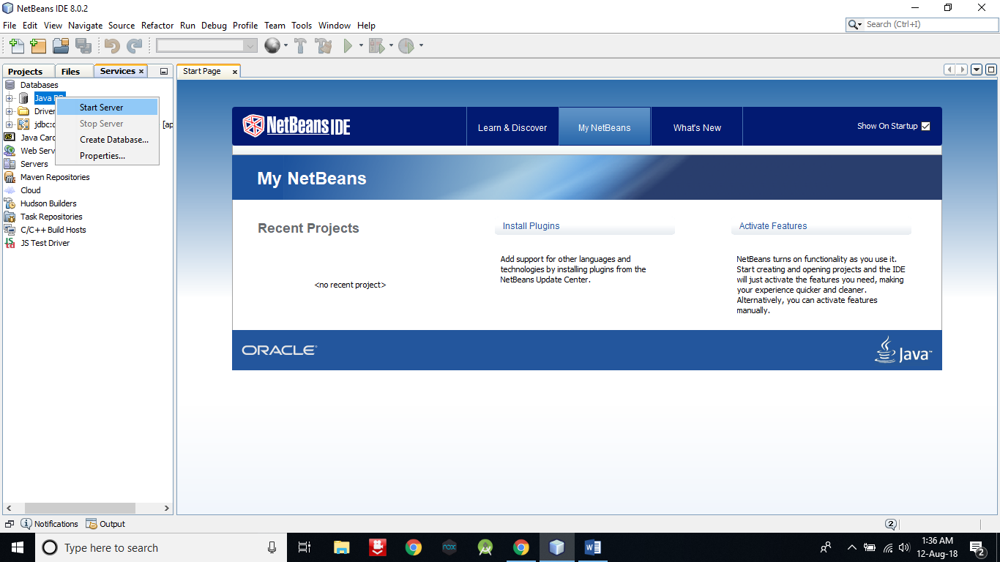 NetBeans IDE 8.0.2
File Edit View Navigate Source Refactor Run Debug Profile Team Tools Window Help
Search (Ctrl+I)
Projects Files Services
Start Page
Databases
Java
Start Server
Stop Server
Create Database...
Properties...
jdbc:
[ap
Java Card
Web Serv
Servers
Maven Repositories
Cloud
Hudson Builders
Task Repositories
C/C++ Build Hosts
JS Test Driver
NetBeans IDE
Learn & Discover
My NetBeans
What's New
Show On Startup
My NetBeans
Recent Projects
<no recent project>
Install Plugins
Add support for other languages and
technologies by installing plugins from the
NetBeans Update Center.
Activate Features
NetBeans turns on functionality as you use it.
Start creating and opening projects and the IDE
will just activate the features you need, making
your experience quicker and cleaner.
Alternatively, you can activate features
manually.
ORACLE
Java
Notifications
Output
2
Type here to search
nox
1:36 AM
12-Aug-18
2